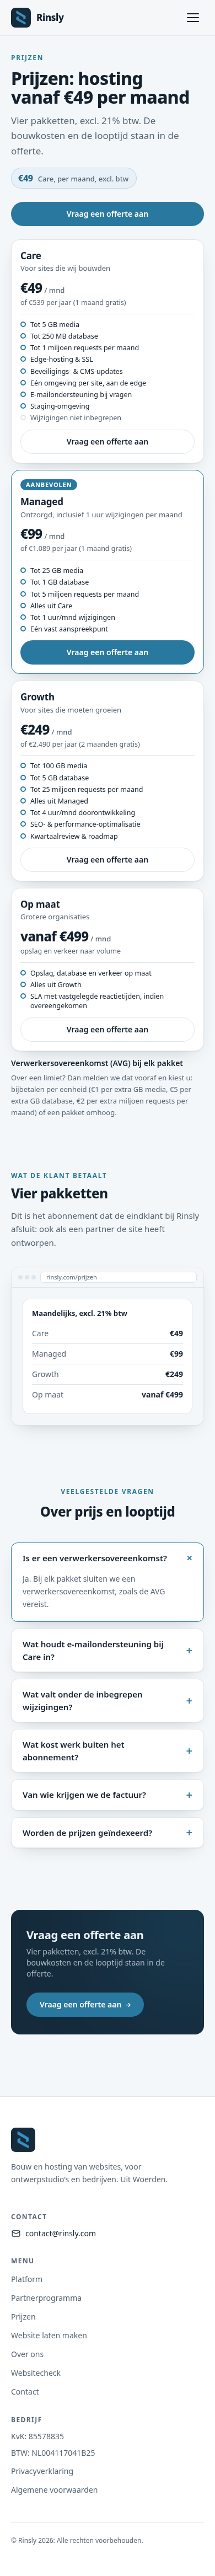 Rinsly
PRIJZEN
Prijzen: hosting
vanaf €49 per maand
Vier pakketten, excl. 21% btw. De
bouwkosten en de looptijd staan in de
offerte.
€49 Care, per maand, excl. btw
Vraag een offerte aan
Care
Voor sites die wij bouwden
€49 / mnd
of €539 per jaar (1 maand gratis)
Tot 5 GB media
Tot 250 MB database
Tot 1 miljoen requests per maand
Edge-hosting & SSL
Beveiligings- & CMS-updates
Eén omgeving per site, aan de edge
E-mailondersteuning bij vragen
Staging-omgeving
Wijzigingen niet inbegrepen
Vraag een offerte aan
AANBEVOLEN
Managed
Ontzorgd, inclusief 1 uur wijzigingen per maand
€99 / mnd
of €1.089 per jaar (1 maand gratis)
Tot 25 GB media
Tot 1 GB database
Tot 5 miljoen requests per maand
Alles uit Care
Tot 1 uur/mnd wijzigingen
Eén vast aanspreekpunt
Vraag een offerte aan
Growth
Voor sites die moeten groeien
€249 / mnd
of €2.490 per jaar (2 maanden gratis)
Tot 100 GB media
Tot 5 GB database
Tot 25 miljoen requests per maand
Alles uit Managed
Tot 4 uur/mnd doorontwikkeling
SEO- & performance-optimalisatie
Kwartaalreview & roadmap
Vraag een offerte aan
Op maat
Grotere organisaties
vanaf €499 / mnd
opslag en verkeer naar volume
Opslag, database en verkeer op maat
Alles uit Growth
SLA met vastgelegde reactietijden, indien
overeengekomen
Vraag een offerte aan
Verwerkersovereenkomst (AVG) bij elk pakket
Over een limiet? Dan melden we dat vooraf en kiest u:
bijbetalen per eenheid (€1 per extra GB media, €5 per
extra GB database, €2 per extra miljoen requests per
maand) of een pakket omhoog.
WAT DE KLANT BETAALT
Vier pakketten
Dit is het abonnement dat de eindklant bij Rinsly
afsluit: ook als een partner de site heeft
ontworpen.
rinsly.com/prijzen
Maandelijks, excl. 21% btw
Care €49
Managed €99
Growth €249
Op maat vanaf €499
VEELGESTELDE VRAGEN
Over prijs en looptijd
Is er een verwerkersovereenkomst?
Ja. Bij elk pakket sluiten we een
verwerkersovereenkomst, zoals de AVG
vereist.
Wat houdt e-mailondersteuning bij
Care in?
Wat valt onder de inbegrepen
wijzigingen?
Wat kost werk buiten het
abonnement?
Van wie krijgen we de factuur?
Worden de prijzen geïndexeerd?
Vraag een offerte aan
Vier pakketten, excl. 21% btw. De
bouwkosten en de looptijd staan in de
offerte.
Vraag een offerte aan →
Bouw en hosting van websites, voor
ontwerpstudio's en bedrijven. Uit Woerden.
CONTACT
contact@rinsly.com
MENU
Platform
Partnerprogramma
Prijzen
Website laten maken
Over ons
Websitecheck
Contact
BEDRIJF
KvK: 85578835
BTW: NL004117041B25
Privacyverklaring
Algemene voorwaarden
© Rinsly 2026: Alle rechten voorbehouden.